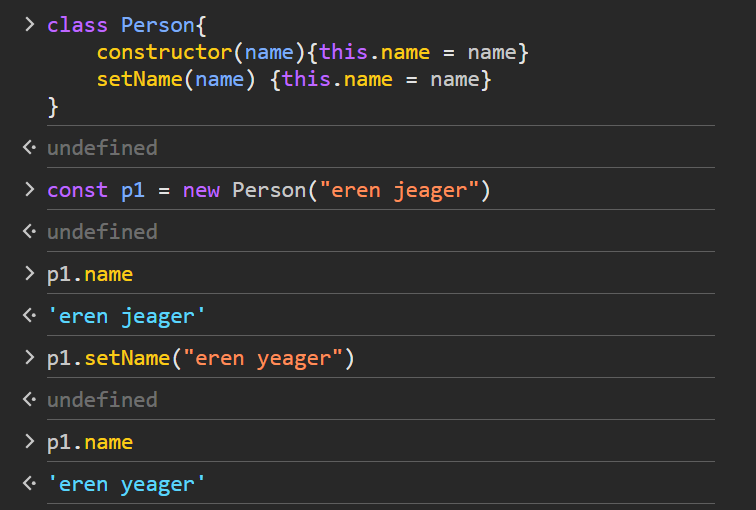 > class Person{
    constructor(name){this.name = name}
    setName(name) {this.name = name}
}
undefined
> const p1 = new Person("eren jeager")
undefined
> p1.name
'eren jeager'
> p1.setName("eren yeager")
undefined
> p1.name
'eren yeager'